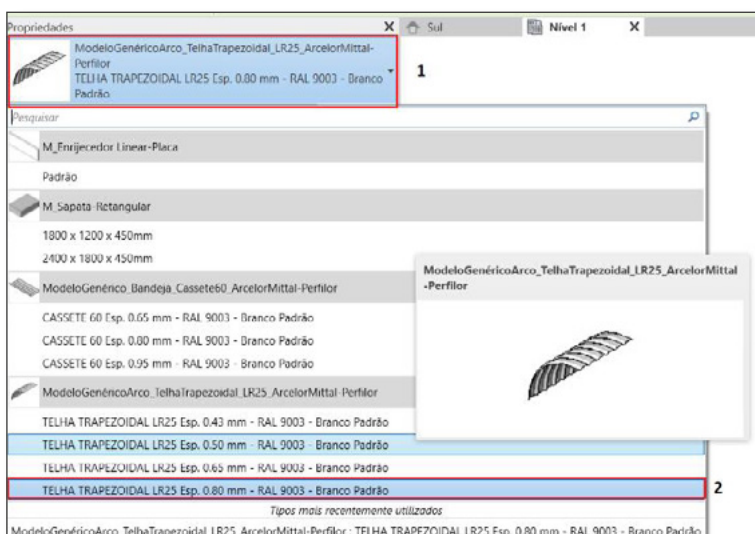 Propriedades
Sul
Nível 1
ModeloGenéricoArco_TelhaTrapezoidal_LR25_ArcelorMittal-
Perfilor
TELHA TRAPEZOIDAL LR25 Esp. 0.80 mm - RAL 9003 - Branco
Padrão
1
Pesquisar
M_Enrijecedor Linear-Placa
Padrão
M_Sapata-Retangular
1800 x 1200 x 450mm
2400 x 1800 x 450mm
ModeloGenérico_Bandeja_Cassete60_ArcelorMittal-Perfilor
CASSETE 60 Esp. 0.65 mm - RAL 9003 - Branco Padrão
CASSETE 60 Esp. 0.80 mm - RAL 9003 - Branco Padrão
CASSETE 60 Esp. 0.95 mm - RAL 9003 - Branco Padrão
ModeloGenéricoArco_TelhaTrapezoidal_LR25_ArcelorMittal-Perfilor
TELHA TRAPEZOIDAL LR25 Esp. 0.43 mm - RAL 9003 - Branco Padrão
TELHA TRAPEZOIDAL LR25 Esp. 0.50 mm - RAL 9003 - Branco Padrão
TELHA TRAPEZOIDAL LR25 Esp. 0.65 mm - RAL 9003 - Branco Padrão
TELHA TRAPEZOIDAL LR25 Esp. 0.80 mm - RAL 9003 - Branco Padrão
2
Tipos mais recentemente utilizados
ModeloGenéricoArco_TelhaTrapezoidal_LR25_ArcelorMittal-Perfilor : TELHA TRAPEZOIDAL LR25 Esp. 0.80 mm - RAL 9003 - Branco Padrão
ModeloGenéricoArco_TelhaTrapezoidal_LR25_ArcelorMittal
-Perfilor